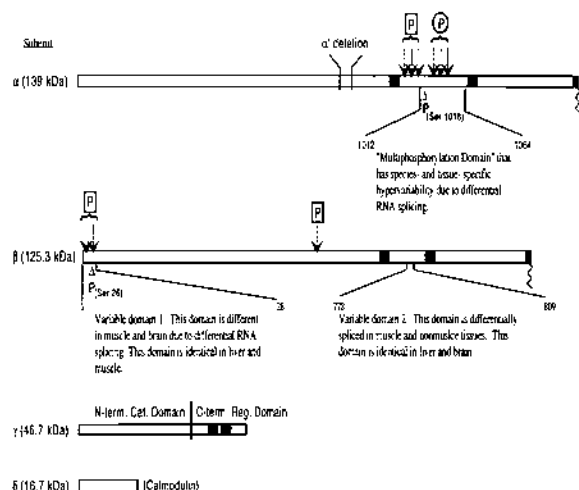 Subunit
α' deletion
P
P
α (139 kDa)
P (Ser 1018)
1012
1064
"Multiphosphorylation Domain" that
has species- and tissue- specific
hypervariability due to differential
RNA splicing.
P
P
β (125.3 kDa)
P (Ser 26)
26
773
809
Variable domain 1 This domain is different
in muscle and brain due to differential RNA
splicing This domain is identical in liver and
muscle.
Variable domain 2 This domain is differentially
spliced in muscle and nonmuscle tissues. This
domain is identical in liver and brain
N-term. Cat. Domain
C-term Reg. Domain
γ (46.7 kDa)
δ (16.7 kDa)
(Calmodulin)